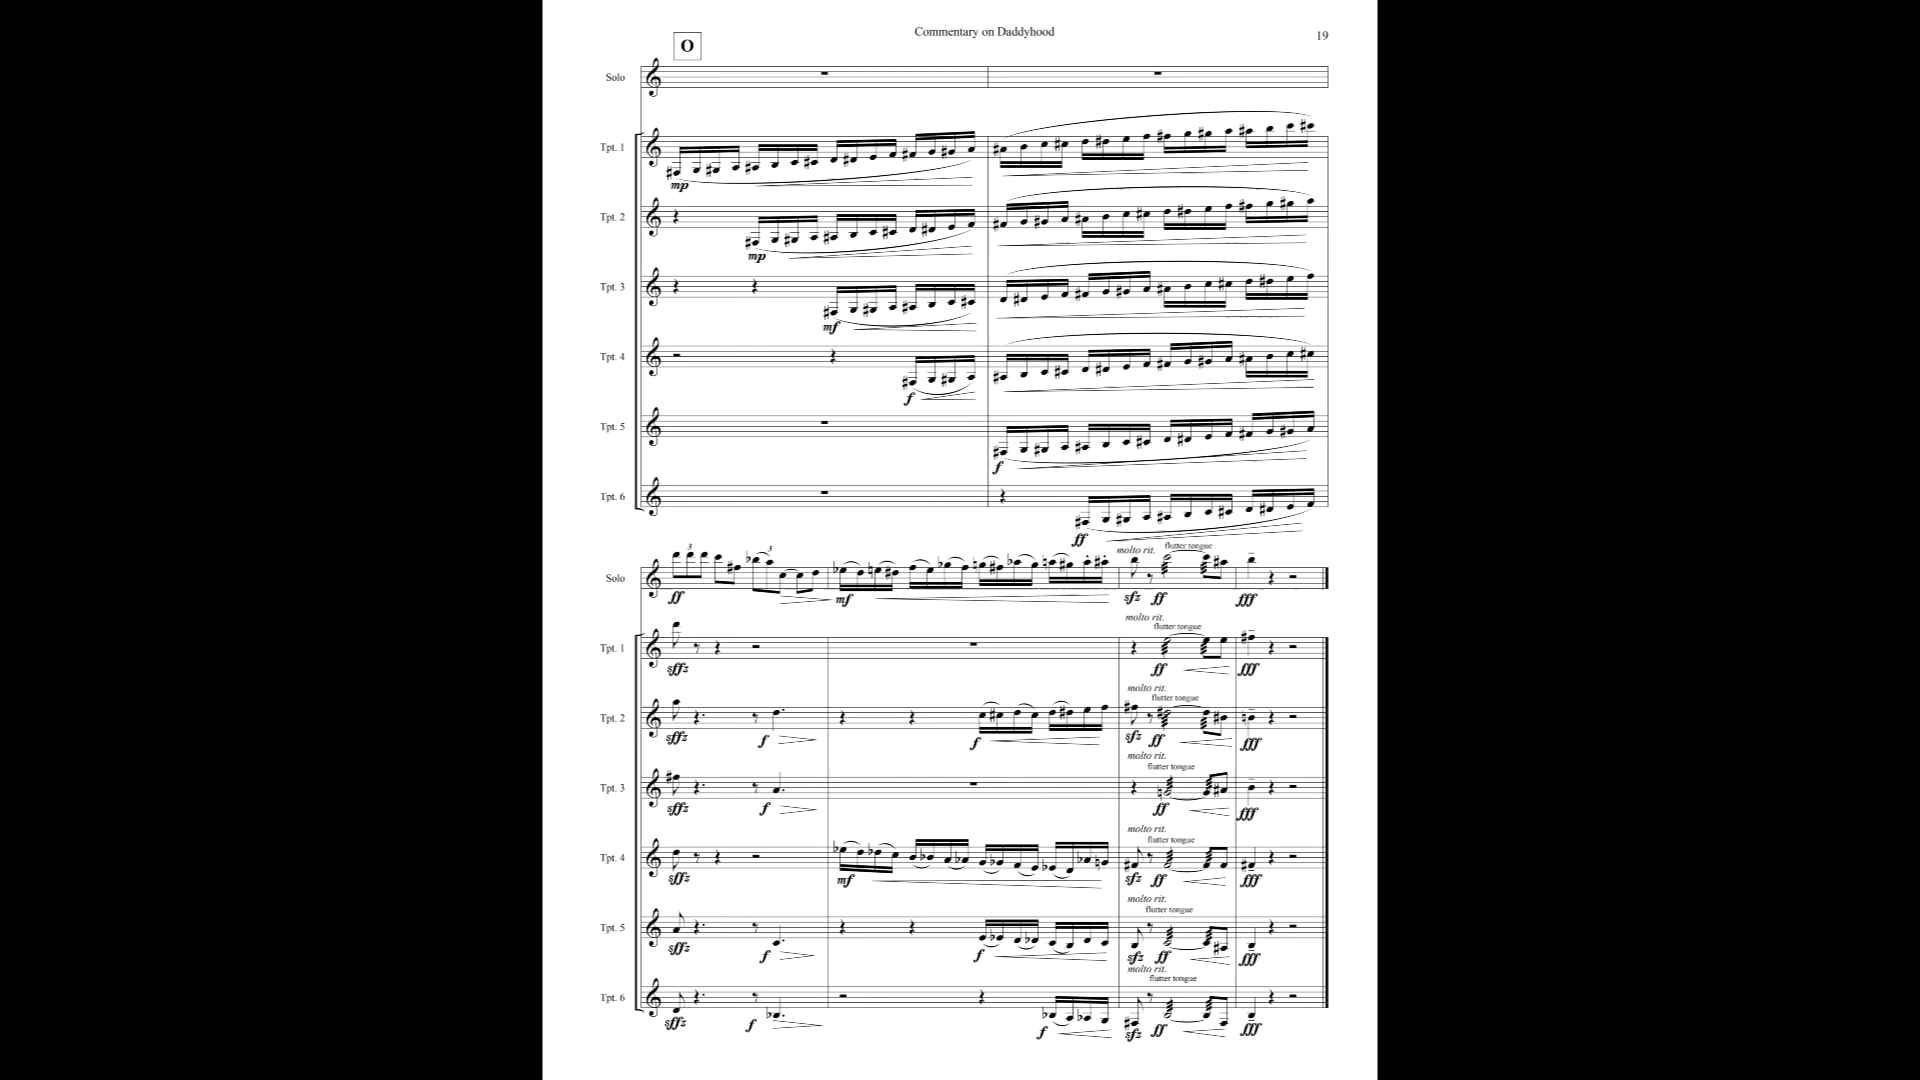 Commentary on Daddyhood
19
O
Solo
Tpt. 1
mp
Tpt. 2
mp
Tpt. 3
mf
Tpt. 4
f
Tpt. 5
f
Tpt. 6
ff
molto rit. flutter tongue
3 3
Solo
ff mf sfz ff fff
molto rit.
flutter tongue
Tpt. 1
sffz ff fff
molto rit.
flutter tongue
Tpt. 2
sffz f f sfz ff fff
molto rit.
flutter tongue
Tpt. 3
sffz f ff fff
molto rit.
flutter tongue
Tpt. 4
sffz mf sfz ff fff
molto rit.
flutter tongue
Tpt. 5
sffz f f sfz ff fff
molto rit.
flutter tongue
Tpt. 6
sffz f f sfz ff fff